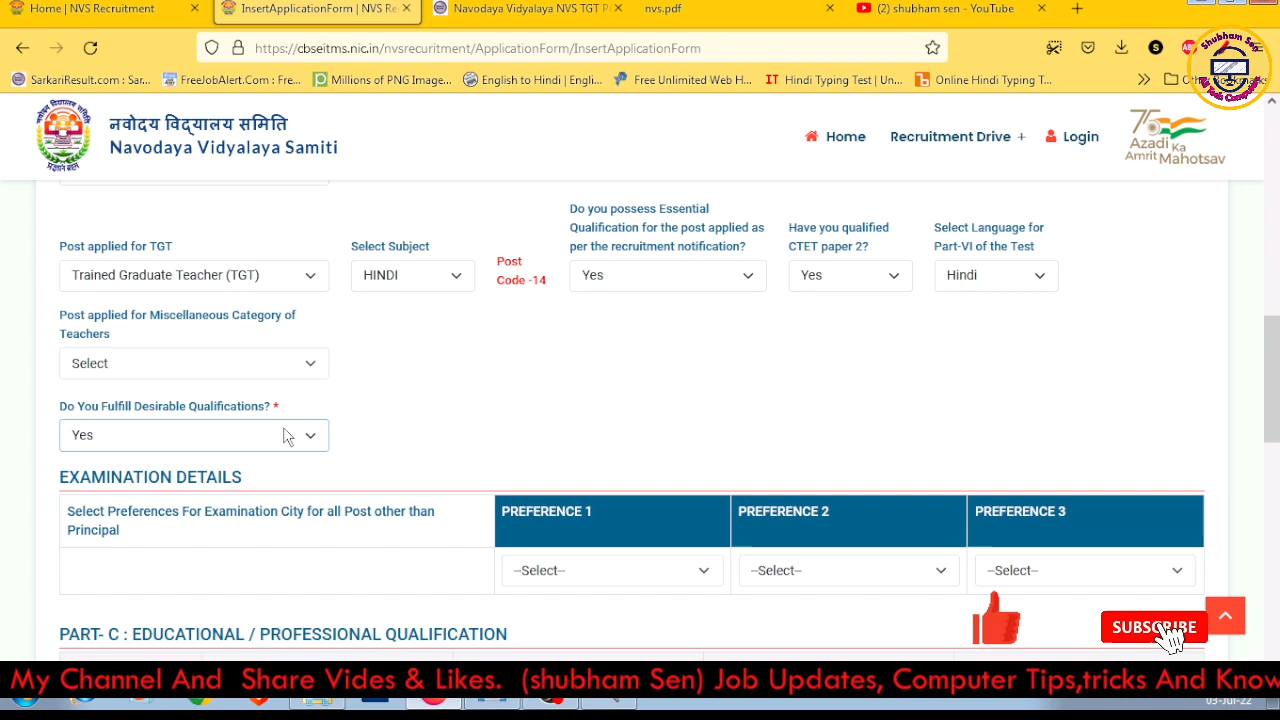 Home | NVS Recruitment
InsertApplicationForm | NVS Re
Navodaya Vidyalaya NVS TGT P
nvs.pdf
(2) shubham sen - YouTube
https://cbseitms.nic.in/nvsrecuritment/ApplicationForm/InsertApplicationForm
SarkariResult.com : Sar...
FreeJobAlert.Com : Fre...
Millions of PNG Image...
English to Hindi | Engli...
Free Unlimited Web H...
Hindi Typing Test | Un...
Online Hindi Typing T...
Shubham Sen
नवोदय विद्यालय समिति
Navodaya Vidyalaya Samiti
Home
Recruitment Drive +
Login
75
Azadi Ka
Amrit Mahotsav
Post applied for TGT
Trained Graduate Teacher (TGT)
Select Subject
HINDI
Post
Code -14
Do you possess Essential
Qualification for the post applied as
per the recruitment notification?
Yes
Have you qualified
CTET paper 2?
Yes
Select Language for
Part-VI of the Test
Hindi
Post applied for Miscellaneous Category of
Teachers
Select
Do You Fulfill Desirable Qualifications? *
Yes
EXAMINATION DETAILS
Select Preferences For Examination City for all Post other than
Principal
PREFERENCE 1
PREFERENCE 2
PREFERENCE 3
--Select--
--Select--
--Select--
PART- C : EDUCATIONAL / PROFESSIONAL QUALIFICATION
SUBSCRIBE
My Channel And Share Videos & Likes. (shubham Sen) Job Updates, Computer Tips,tricks And Know
03-Jul-22